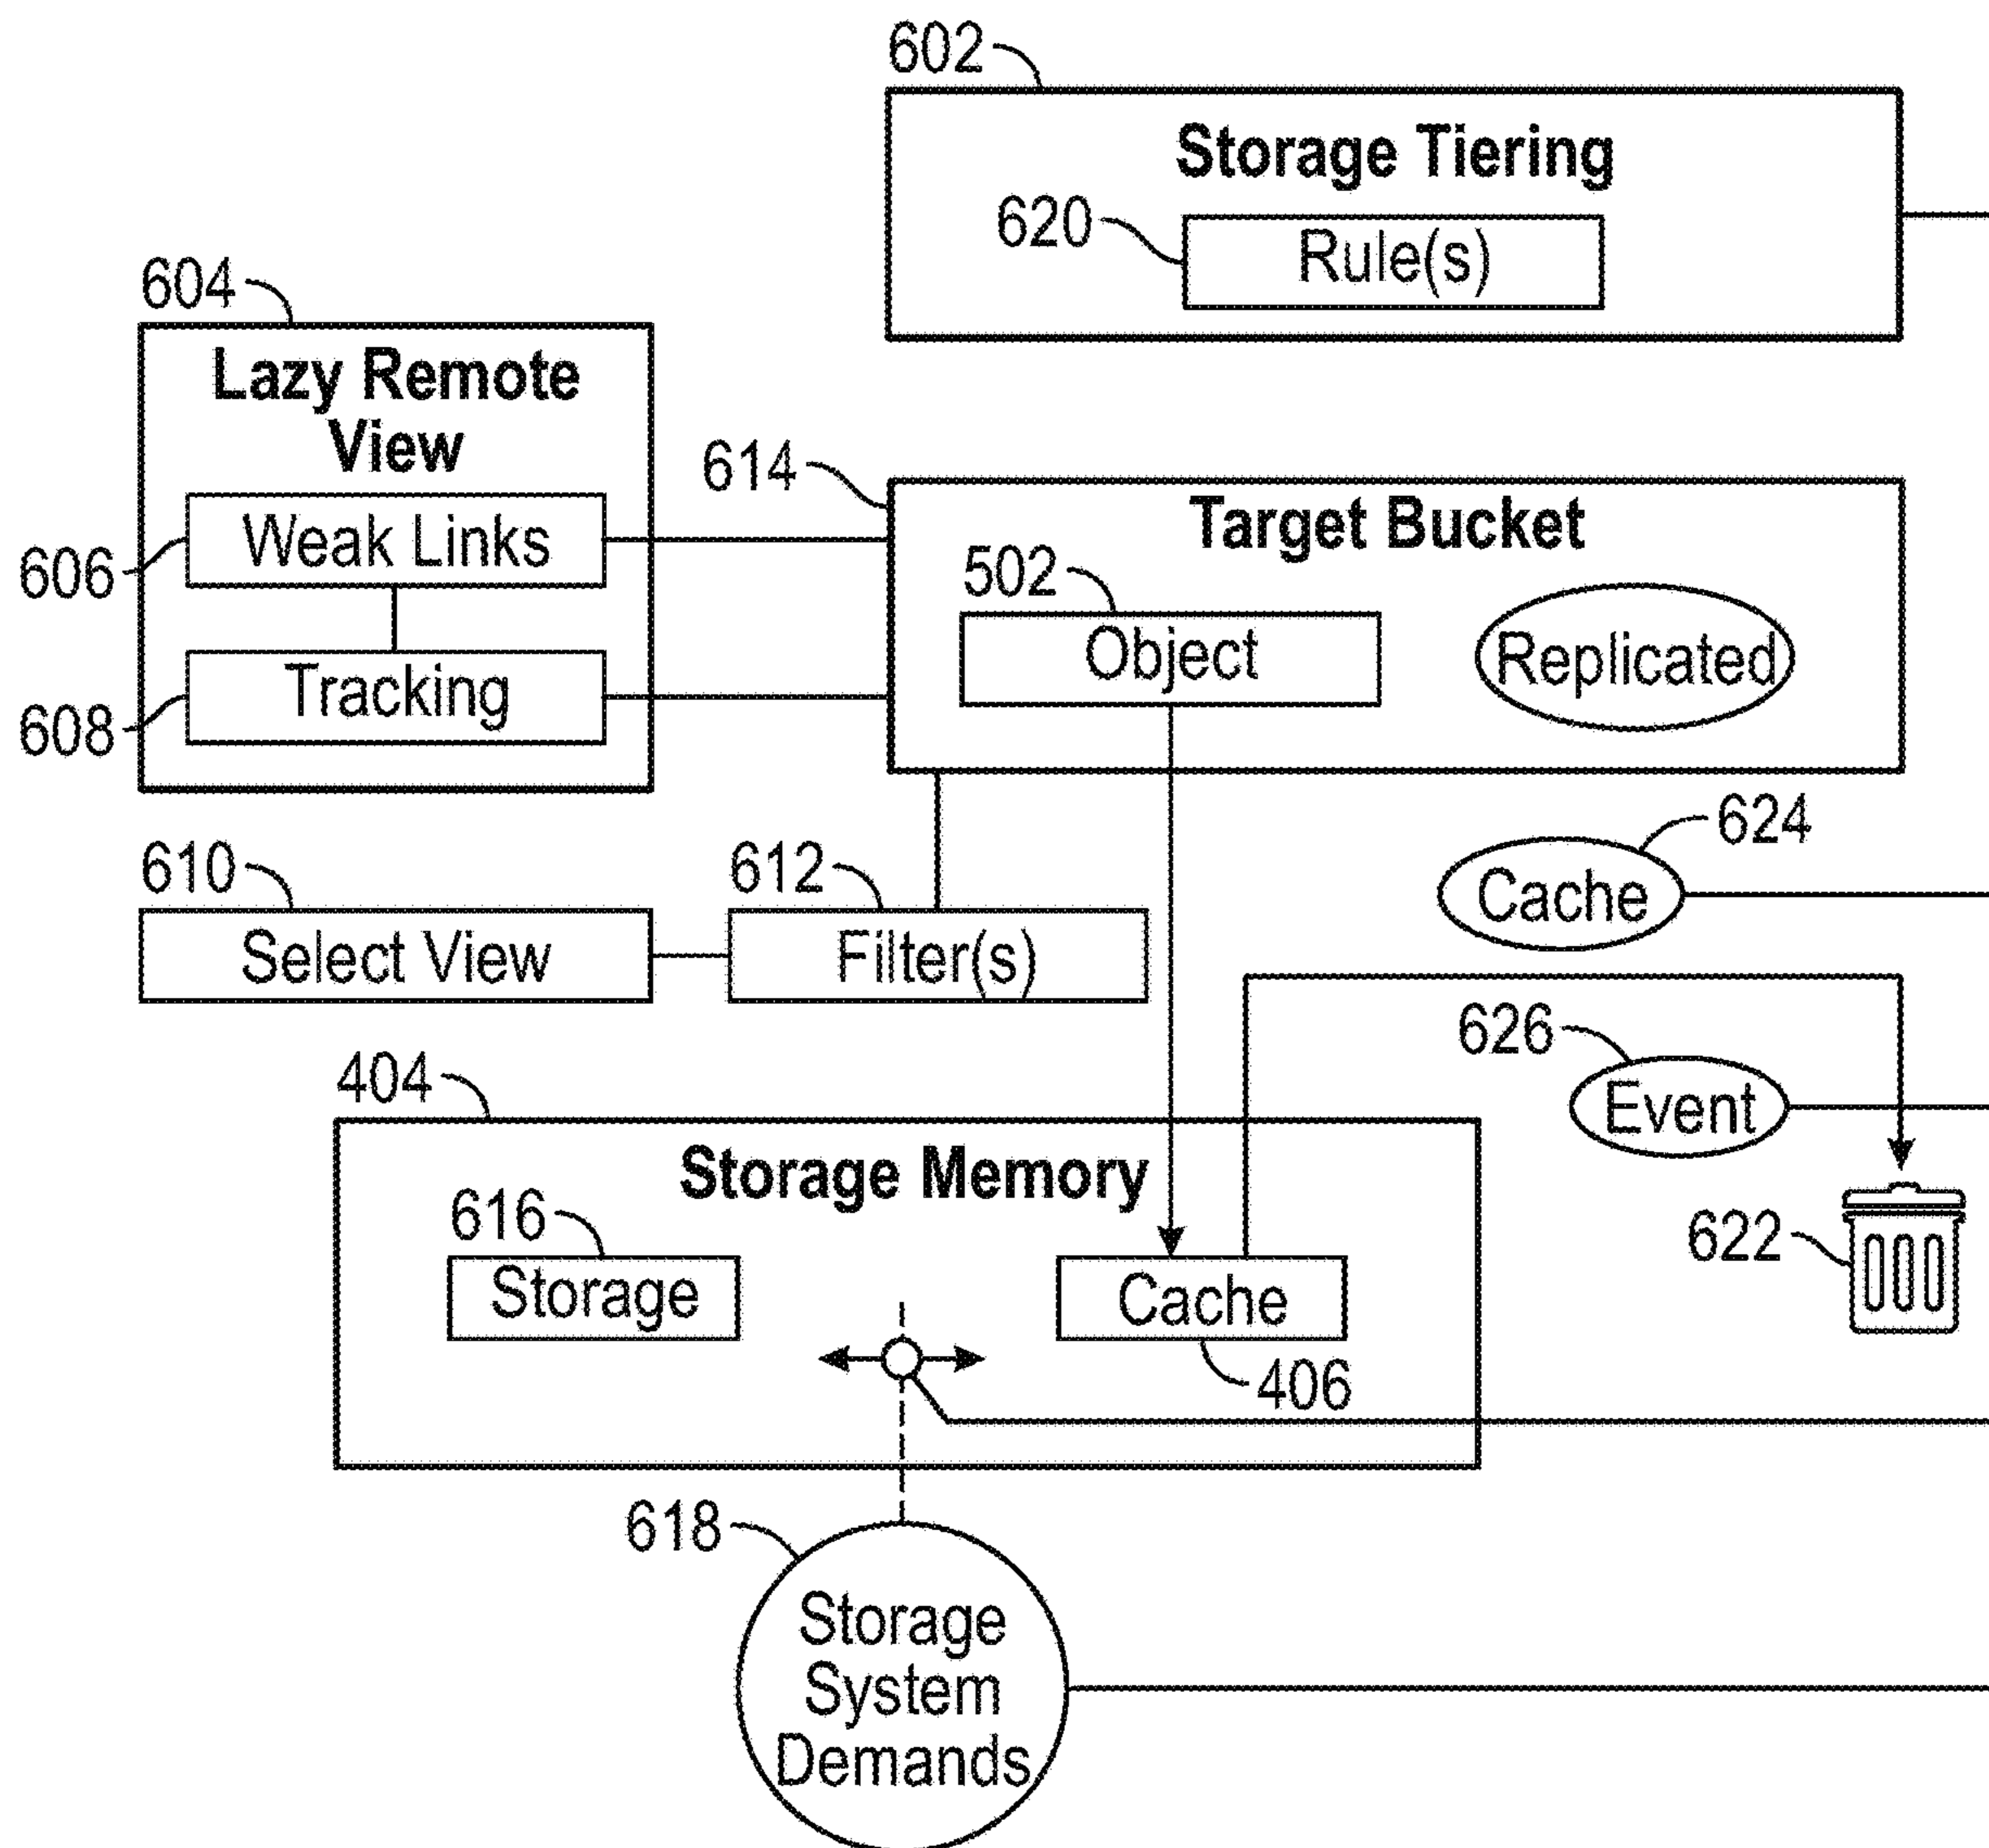 602
Storage Tiering
620
Rule(s)
604
Lazy Remote
View
614
Target Bucket
606
Weak Links
502
Object
Replicated
608
Tracking
624
Cache
610
612
Select View
Filter(s)
626
Event
404
Storage Memory
616
Storage
Cache
406
622
618
Storage
System
Demands